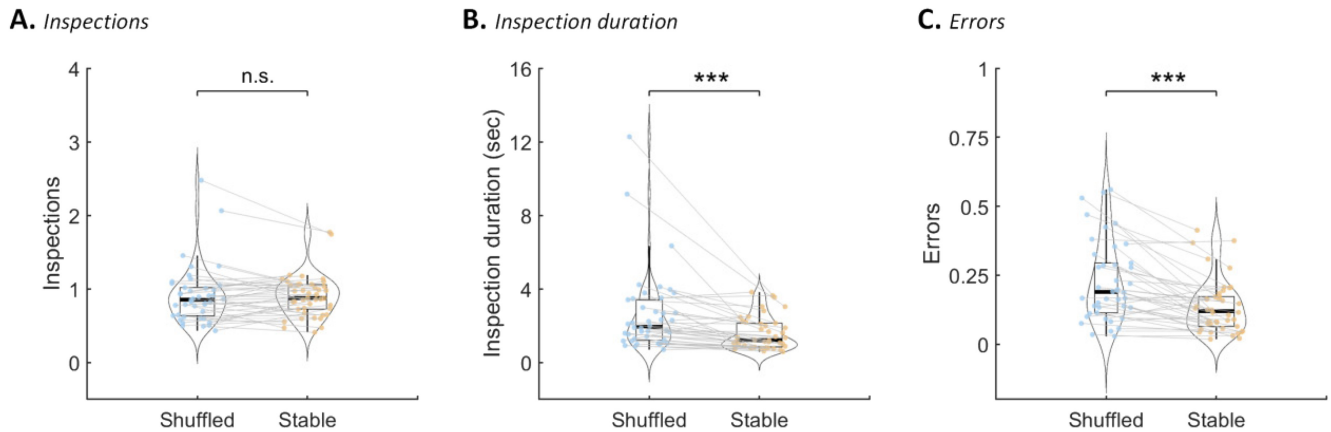 A. Inspections
4
n.s.
3
Inspections
2
1
0
Shuffled Stable
B. Inspection duration
16
***
12
Inspection duration (sec)
8
4
0
Shuffled Stable
C. Errors
1
***
0.75
0.5
Errors
0.25
0
Shuffled Stable